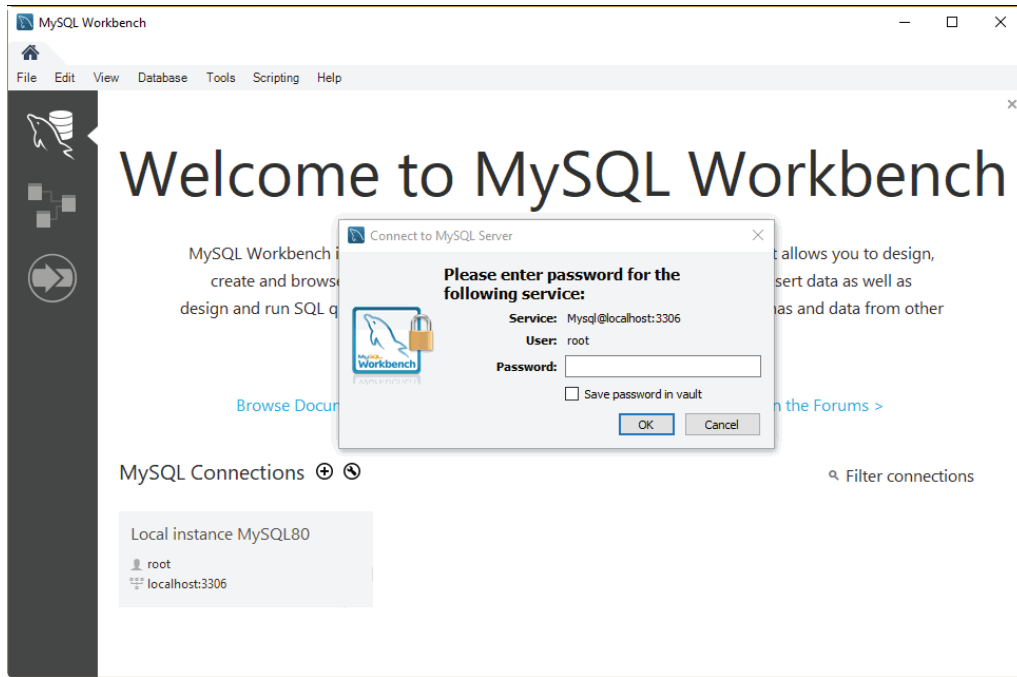 MySQL Workbench
File Edit View Database Tools Scripting Help
Welcome to MySQL Workbench
MySQL Workbench
t allows you to design,
create and browse
sert data as well as
design and run SQL
as and data from other
Browse Docu
n the Forums >
Connect to MySQL Server
Please enter password for the
following service:
Service: Mysql@localhost:3306
User: root
Password:
MySQL
Workbench
Save password in vault
OK Cancel
MySQL Connections
Filter connections
Local instance MySQL80
root
localhost:3306